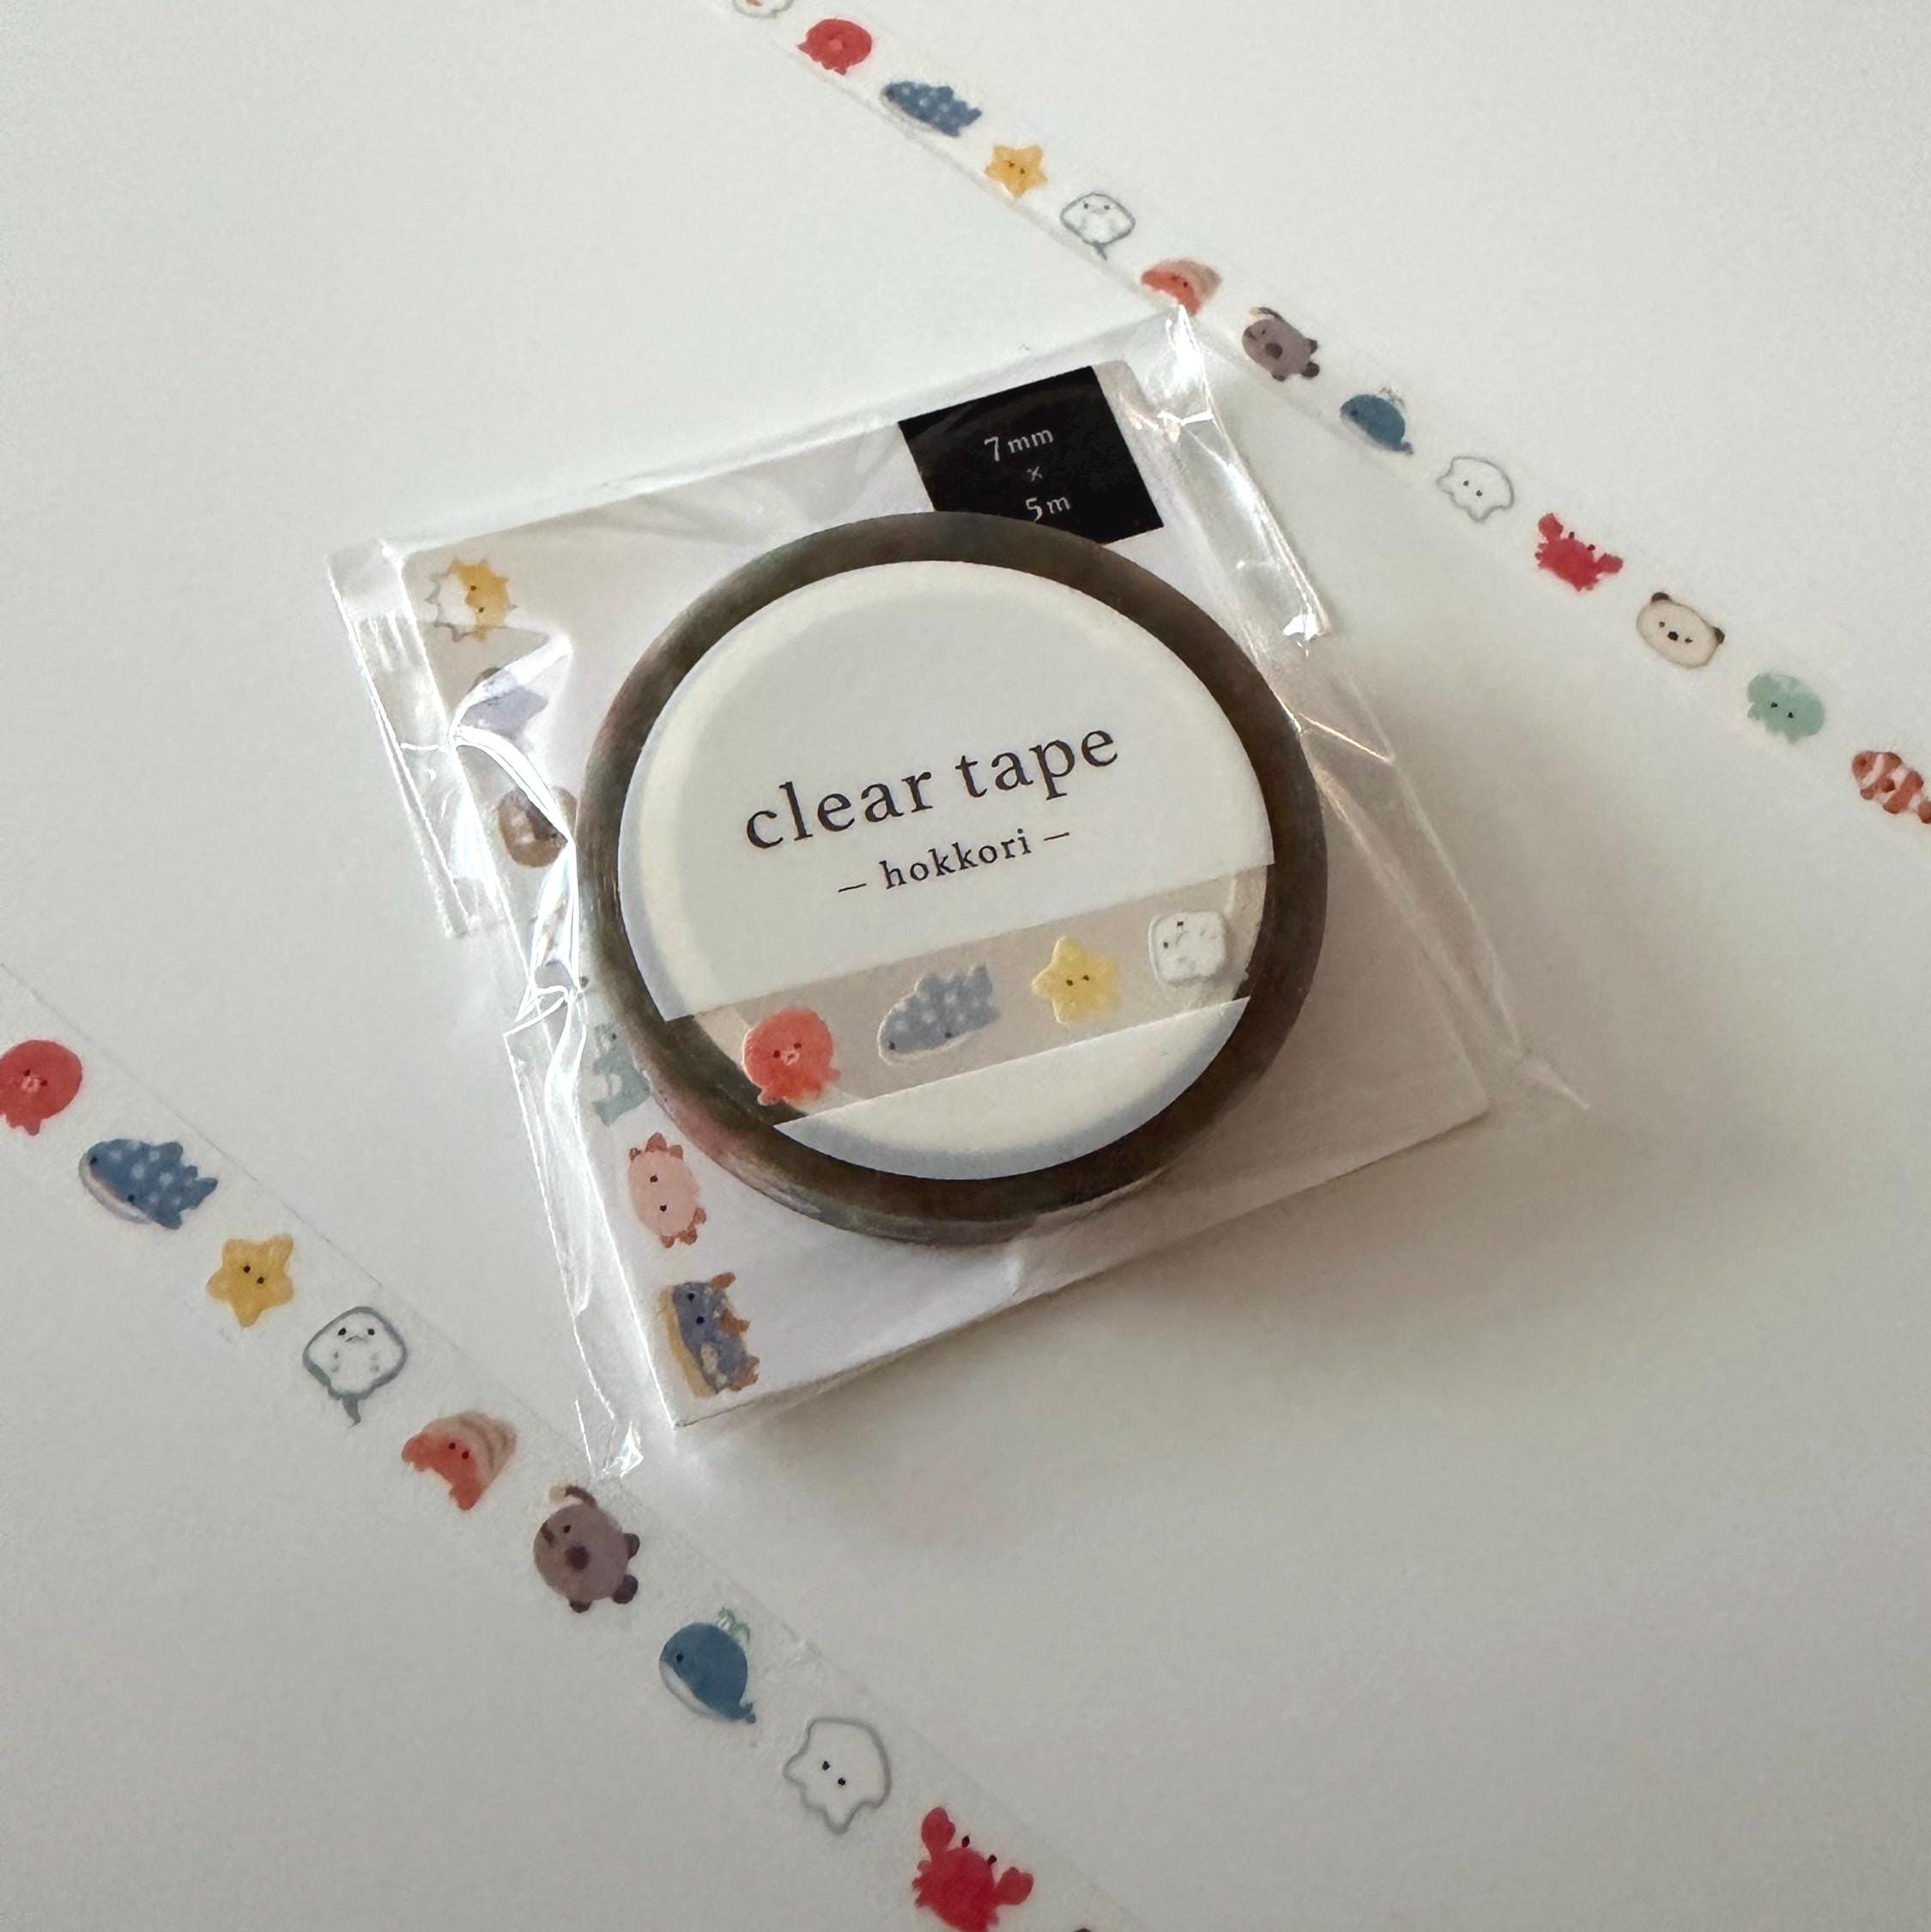 7mm
×
5m
clear tape
– hokkori –